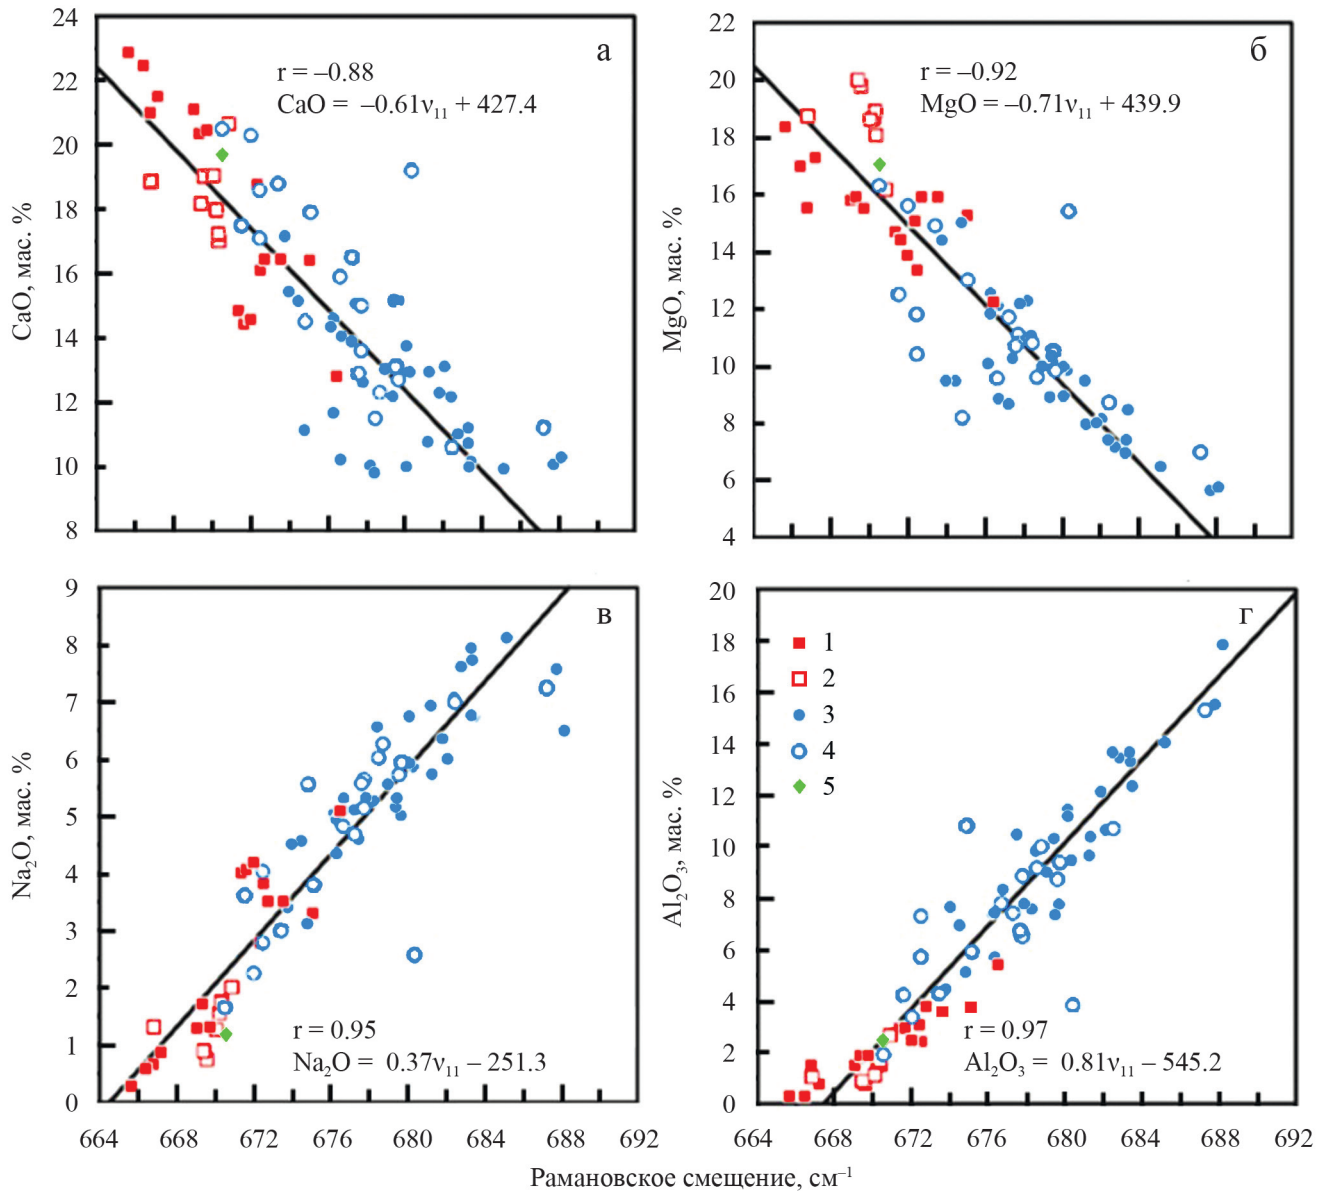 24
22
20
18
16
14
12
10
8
CaO, мас. %
r = –0.88
CaO = –0.61ν11 + 427.4
а
22
20
18
16
14
12
10
8
6
4
MgO, мас. %
r = –0.92
MgO = –0.71ν11 + 439.9
б
9
8
7
6
5
4
3
2
1
0
Na2O, мас. %
в
r = 0.95
Na2O = 0.37ν11 – 251.3
664 668 672 676 680 684 688 692
20
18
16
14
12
10
8
6
4
2
0
Al2O3, мас. %
г
1
2
3
4
5
r = 0.97
Al2O3 = 0.81ν11 – 545.2
664 668 672 676 680 684 688 692
Рамановское смещение, см–1